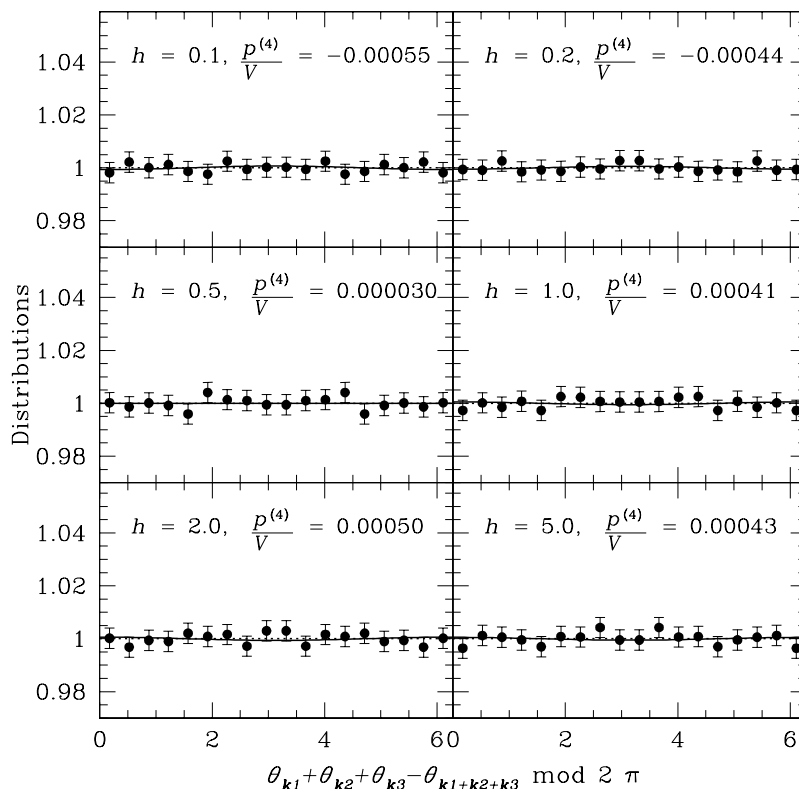 h = 0.1, p(4)/V = −0.00055
h = 0.2, p(4)/V = −0.00044
1.04
1.02
1
0.98
h = 0.5, p(4)/V = 0.000030
h = 1.0, p(4)/V = 0.00041
1.04
1.02
1
0.98
Distributions
h = 2.0, p(4)/V = 0.00050
h = 5.0, p(4)/V = 0.00043
1.04
1.02
1
0.98
0 2 4 6 0 2 4 6
θk1+θk2+θk3−θk1+k2+k3 mod 2 π